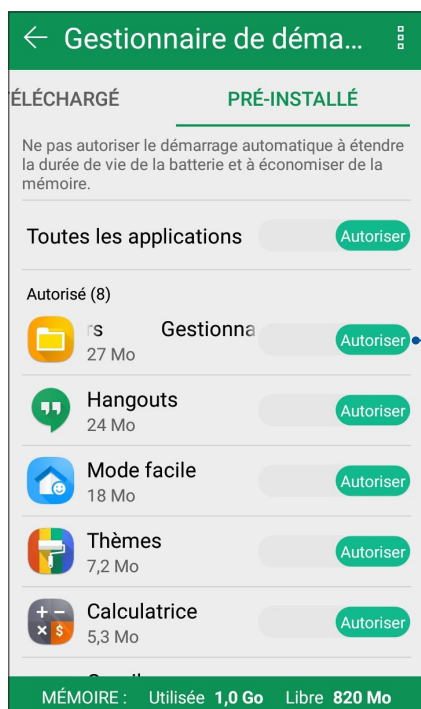 Gestionnaire de déma...
ÉLÉCHARGÉ PRÉ-INSTALLÉ
Ne pas autoriser le démarrage automatique à étendre
la durée de vie de la batterie et à économiser de la
mémoire.
Toutes les applications Autoriser
Autorisé (8)
rs Gestionna Autoriser
27 Mo
Hangouts Autoriser
24 Mo
Mode facile Autoriser
18 Mo
Thèmes Autoriser
7,2 Mo
Calculatrice Autoriser
5,3 Mo
MÉMOIRE : Utilisée 1,0 Go Libre 820 Mo